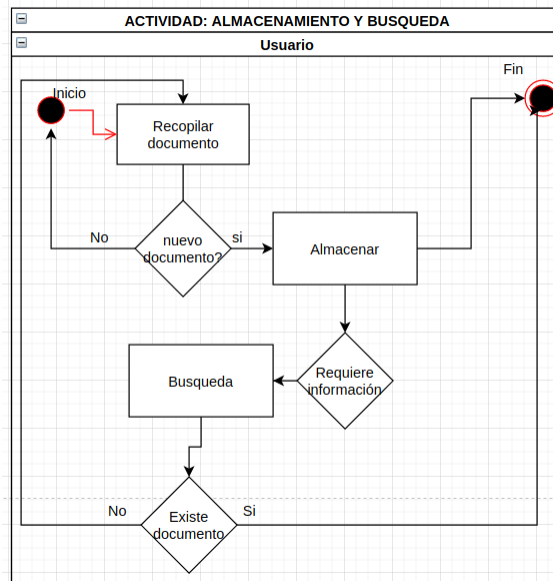 ACTIVIDAD: ALMACENAMIENTO Y BUSQUEDA
Usuario
Fin
Inicio
Recopilar
documento
No
nuevo
documento?
si
Almacenar
Requiere
información
Busqueda
No
Existe
documento
Si